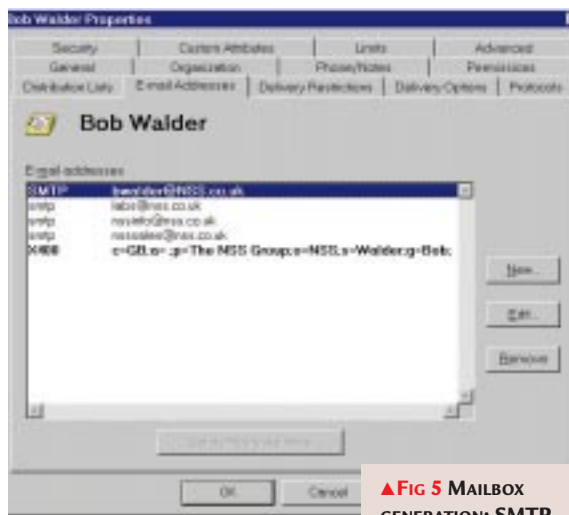 Bob Walder Properties
Security Custom Attributes Limits Advanced
General Organization Phone/Notes Permissions
Distribution Lists E-mail Addresses Delivery Restrictions Delivery Options Protocols
Bob Walder
E-mail addresses
SMTP bwalder@NSS.co.uk
smtp labs@nss.co.uk
smtp nssinfo@nss.co.uk
smtp nsssales@nss.co.uk
X400 c=GB;a= ;p=The NSS Group;o=NSS;s=Walder;g=Bob;
New...
Edit...
Remove
OK Cancel
▲FIG 5 MAILBOX
GENERATION: SMTP